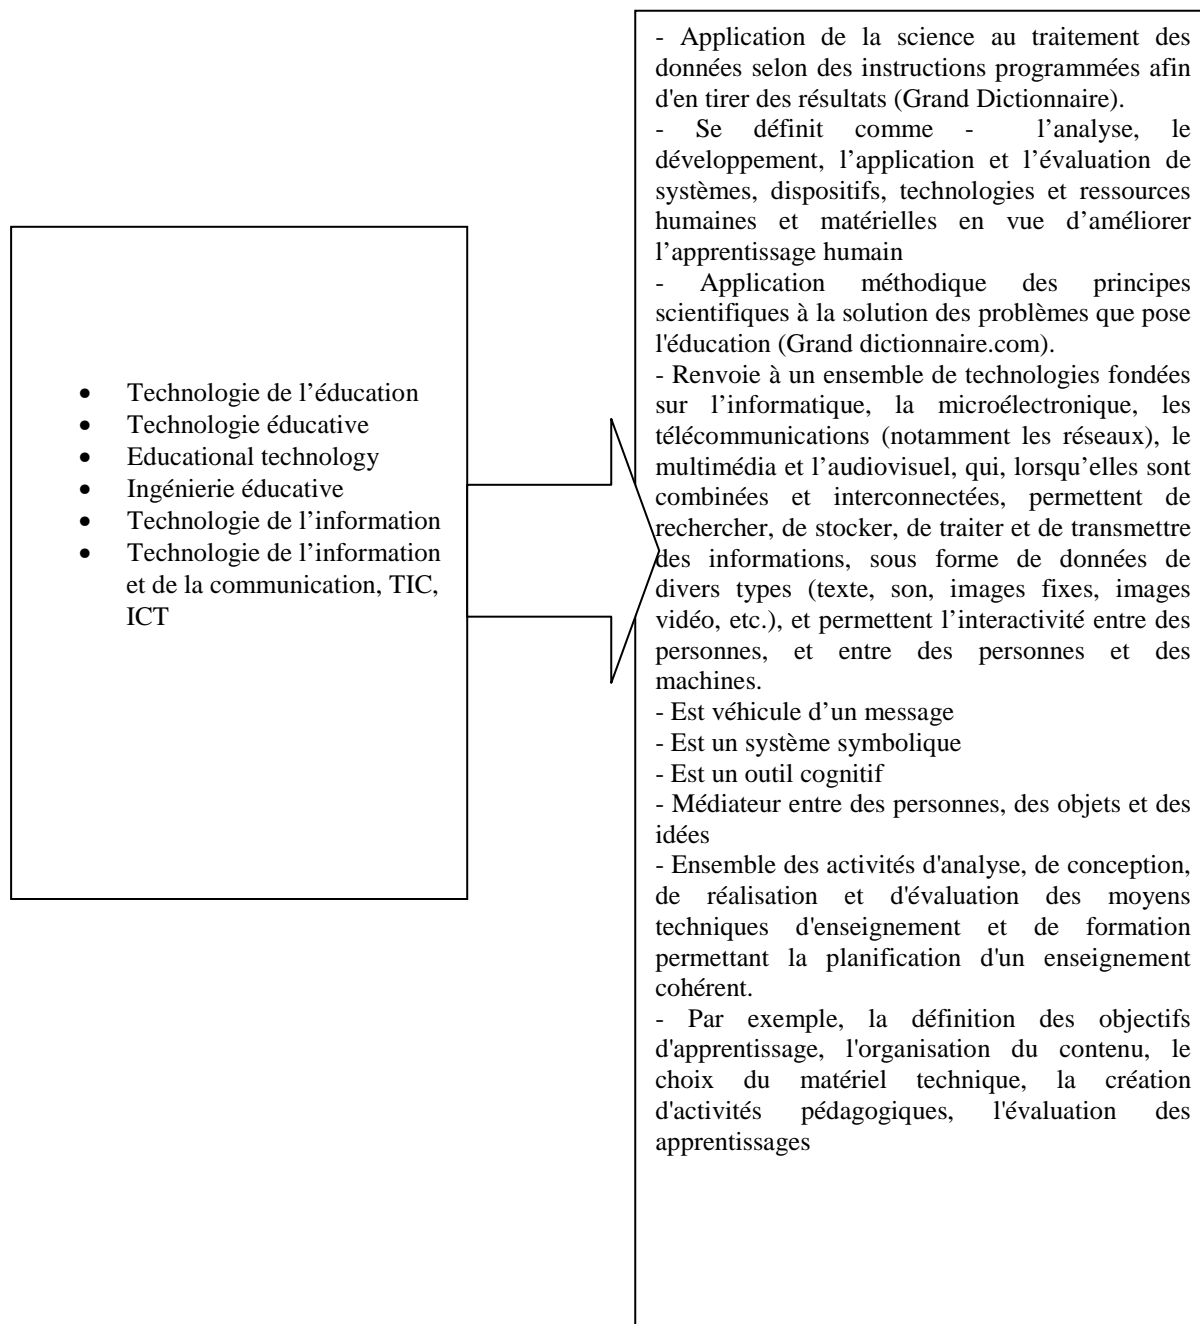 • Technologie de l’éducation
• Technologie éducative
• Educational technology
• Ingénierie éducative
• Technologie de l’information
• Technologie de l’information
et de la communication, TIC,
ICT
- Application de la science au traitement des
données selon des instructions programmées afin
d'en tirer des résultats (Grand Dictionnaire).
- Se définit comme - l’analyse, le
développement, l’application et l’évaluation de
systèmes, dispositifs, technologies et ressources
humaines et matérielles en vue d’améliorer
l’apprentissage humain
- Application méthodique des principes
scientifiques à la solution des problèmes que pose
l'éducation (Grand dictionnaire.com).
- Renvoie à un ensemble de technologies fondées
sur l’informatique, la microélectronique, les
télécommunications (notamment les réseaux), le
multimédia et l’audiovisuel, qui, lorsqu’elles sont
combinées et interconnectées, permettent de
rechercher, de stocker, de traiter et de transmettre
des informations, sous forme de données de
divers types (texte, son, images fixes, images
vidéo, etc.), et permettent l’interactivité entre des
personnes, et entre des personnes et des
machines.
- Est véhicule d’un message
- Est un système symbolique
- Est un outil cognitif
- Médiateur entre des personnes, des objets et des
idées
- Ensemble des activités d'analyse, de conception,
de réalisation et d'évaluation des moyens
techniques d'enseignement et de formation
permettant la planification d'un enseignement
cohérent.
- Par exemple, la définition des objectifs
d'apprentissage, l'organisation du contenu, le
choix du matériel technique, la création
d'activités pédagogiques, l'évaluation des
apprentissages